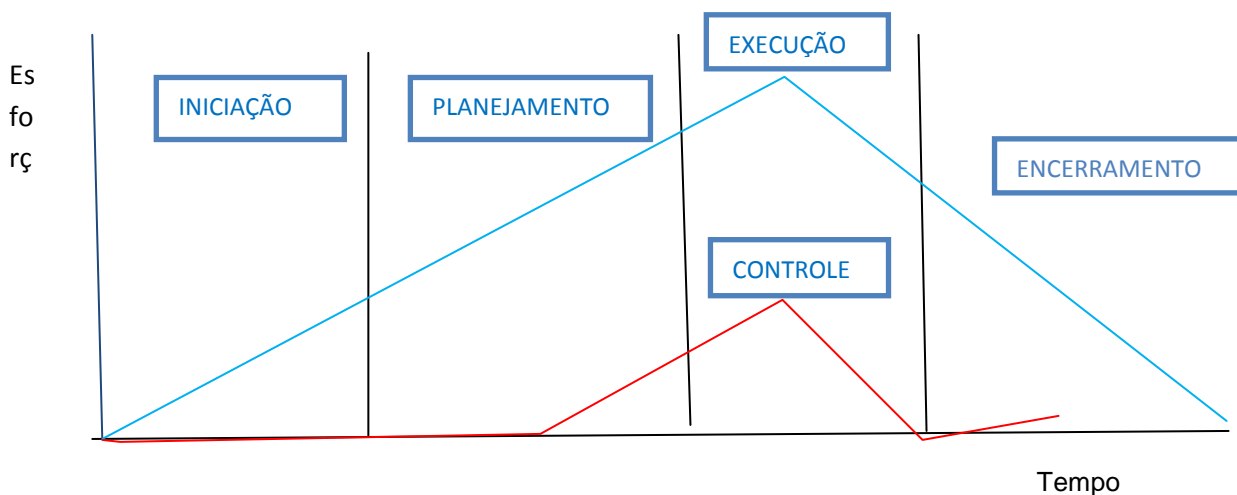 EXECUÇÃO
Es
fo
rç
INICIAÇÃO
PLANEJAMENTO
ENCERRAMENTO
CONTROLE
Tempo